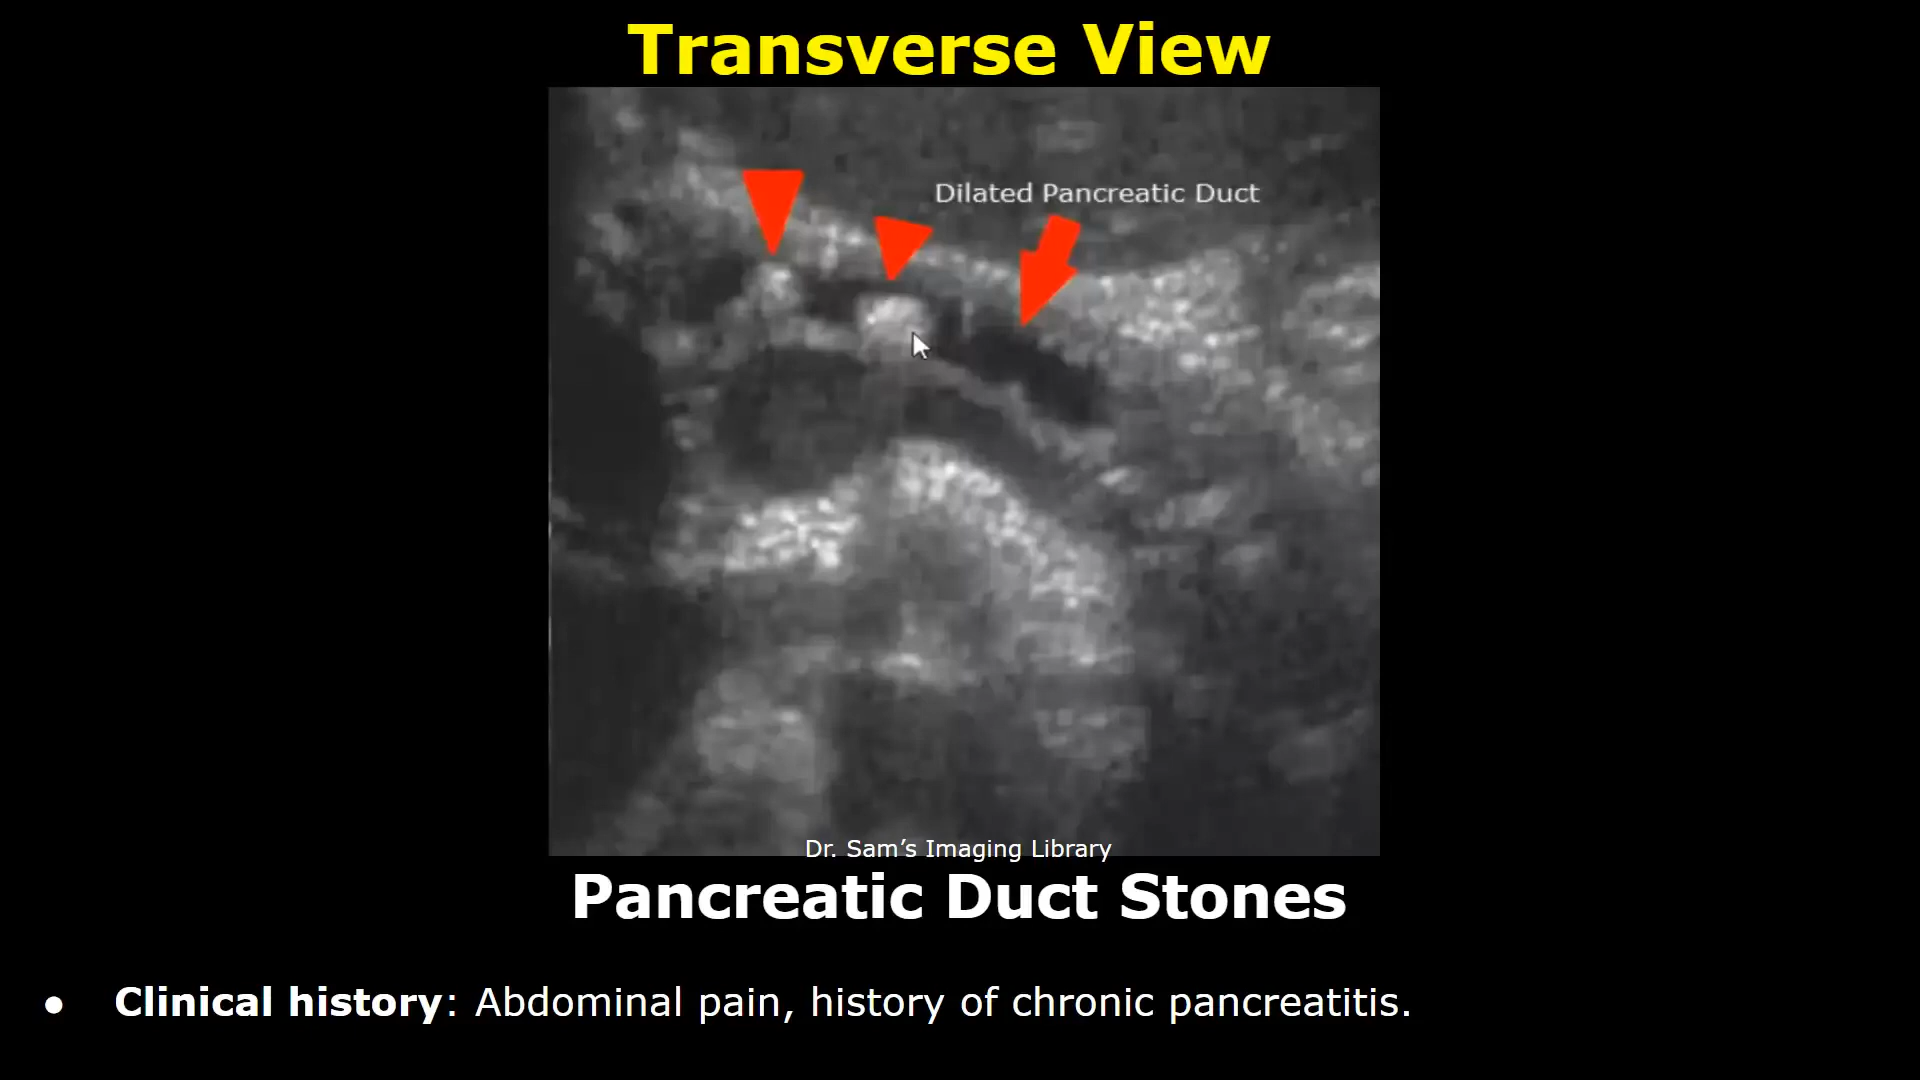 Transverse View
Dilated Pancreatic Duct
Dr. Sam’s Imaging Library
Pancreatic Duct Stones
● Clinical history: Abdominal pain, history of chronic pancreatitis.